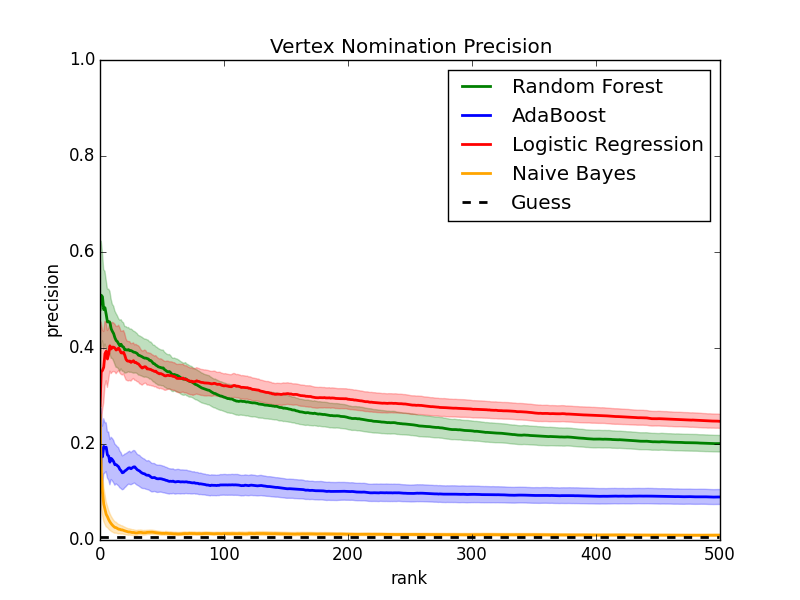 Vertex Nomination Precision
1.0
0.8
0.6
0.4
0.2
0.0
precision
Random Forest
AdaBoost
Logistic Regression
Naive Bayes
Guess
0
100
200
300
400
500
rank